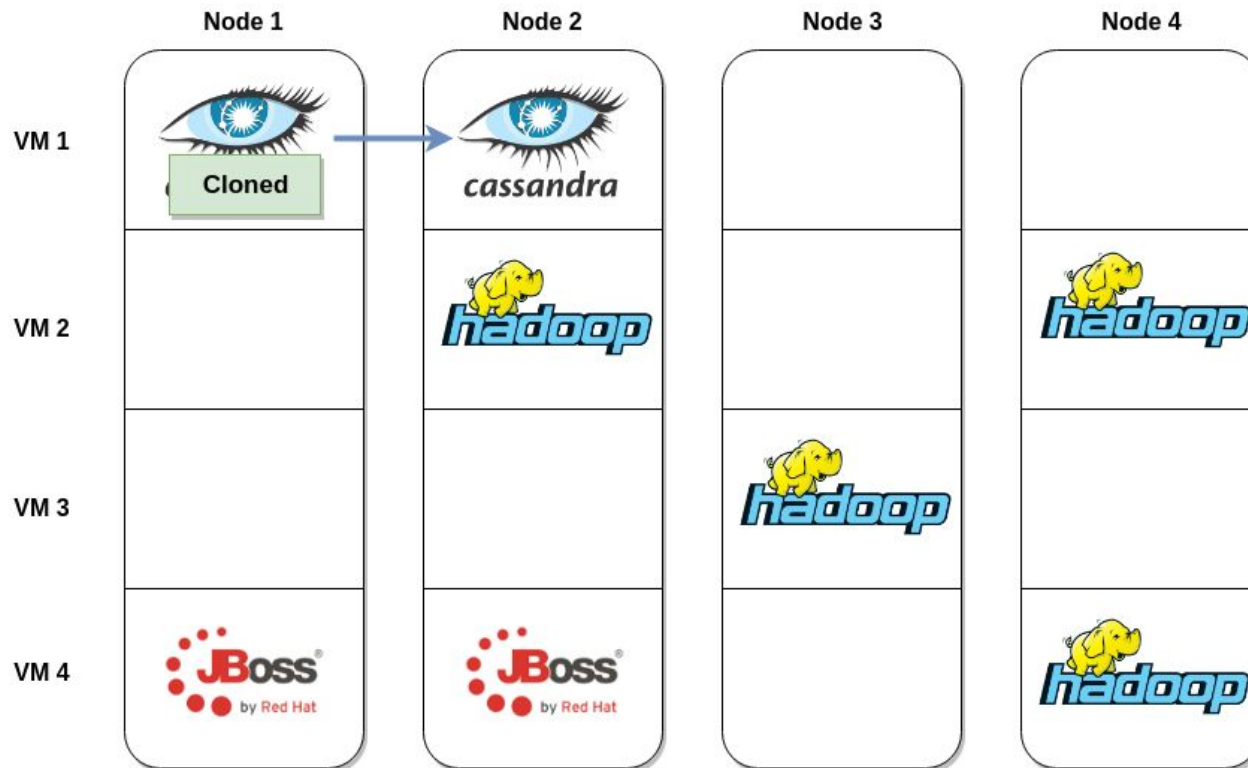 Node 1
Node 2
Node 3
Node 4
VM 1
Cloned
cassandra
VM 2
hadoop
hadoop
VM 3
hadoop
VM 4
JBoss®
by Red Hat
JBoss®
by Red Hat
hadoop